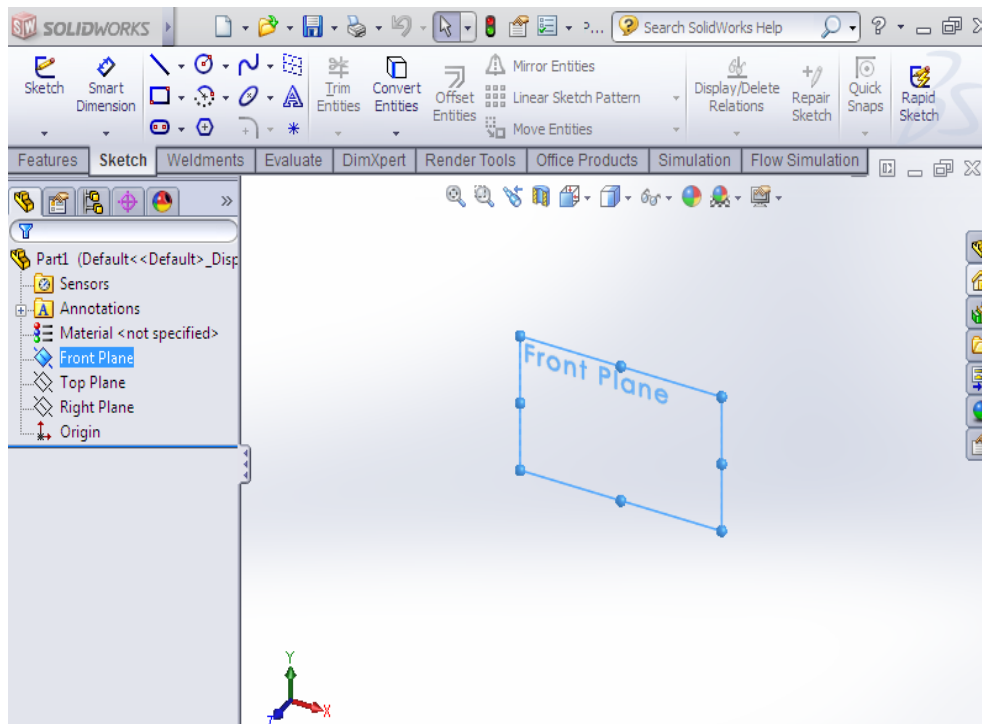 SOLIDWORKS
Search SolidWorks Help
Sketch
Smart Dimension
Trim Entities
Convert Entities
Offset Entities
Mirror Entities
Linear Sketch Pattern
Move Entities
Display/Delete Relations
Repair Sketch
Quick Snaps
Rapid Sketch
Features Sketch Weldments Evaluate DimXpert Render Tools Office Products Simulation Flow Simulation
Part1 (Default<<Default>_Disp
Sensors
A Annotations
Material <not specified>
Front Plane
Top Plane
Right Plane
Origin
Front Plane
Y
X
Z